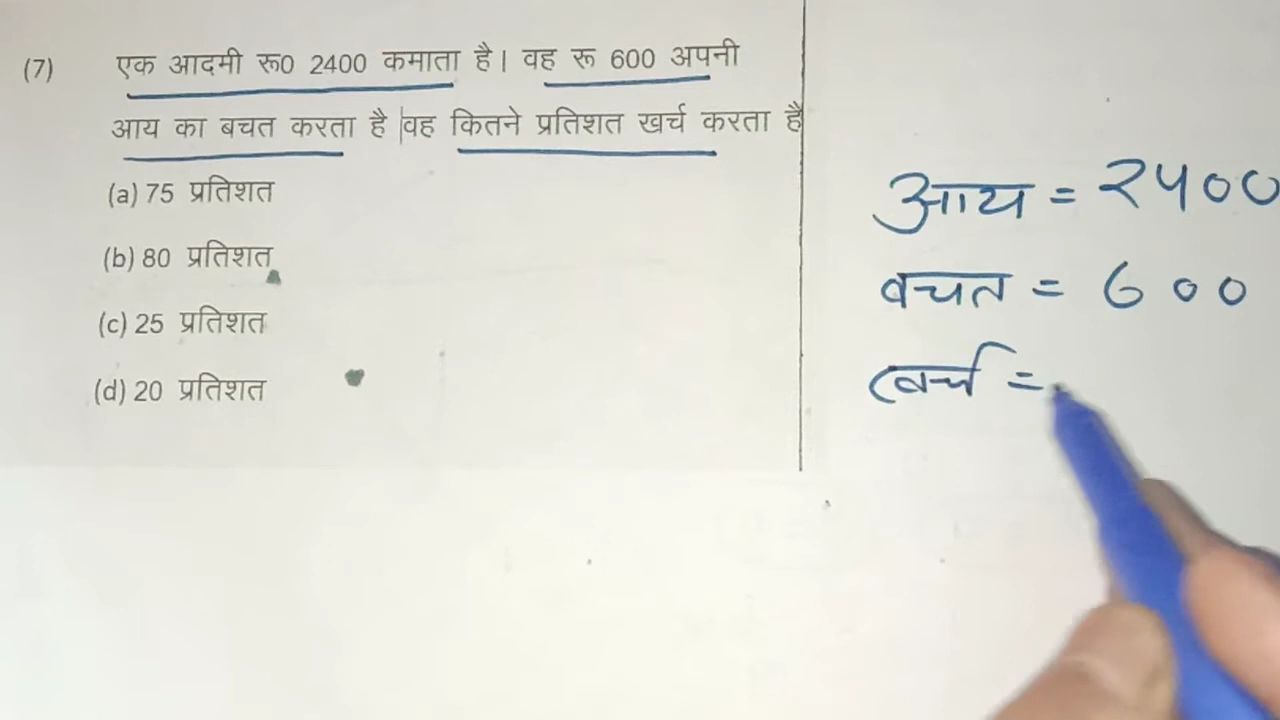 (7) एक आदमी रू0 2400 कमाता है। वह रू 600 अपनी
आय का बचत करता है |वह कितने प्रतिशत खर्च करता है
(a) 75 प्रतिशत
(b) 80 प्रतिशत
(c) 25 प्रतिशत
(d) 20 प्रतिशत
आय = २५००
बचत = 600
खर्च =